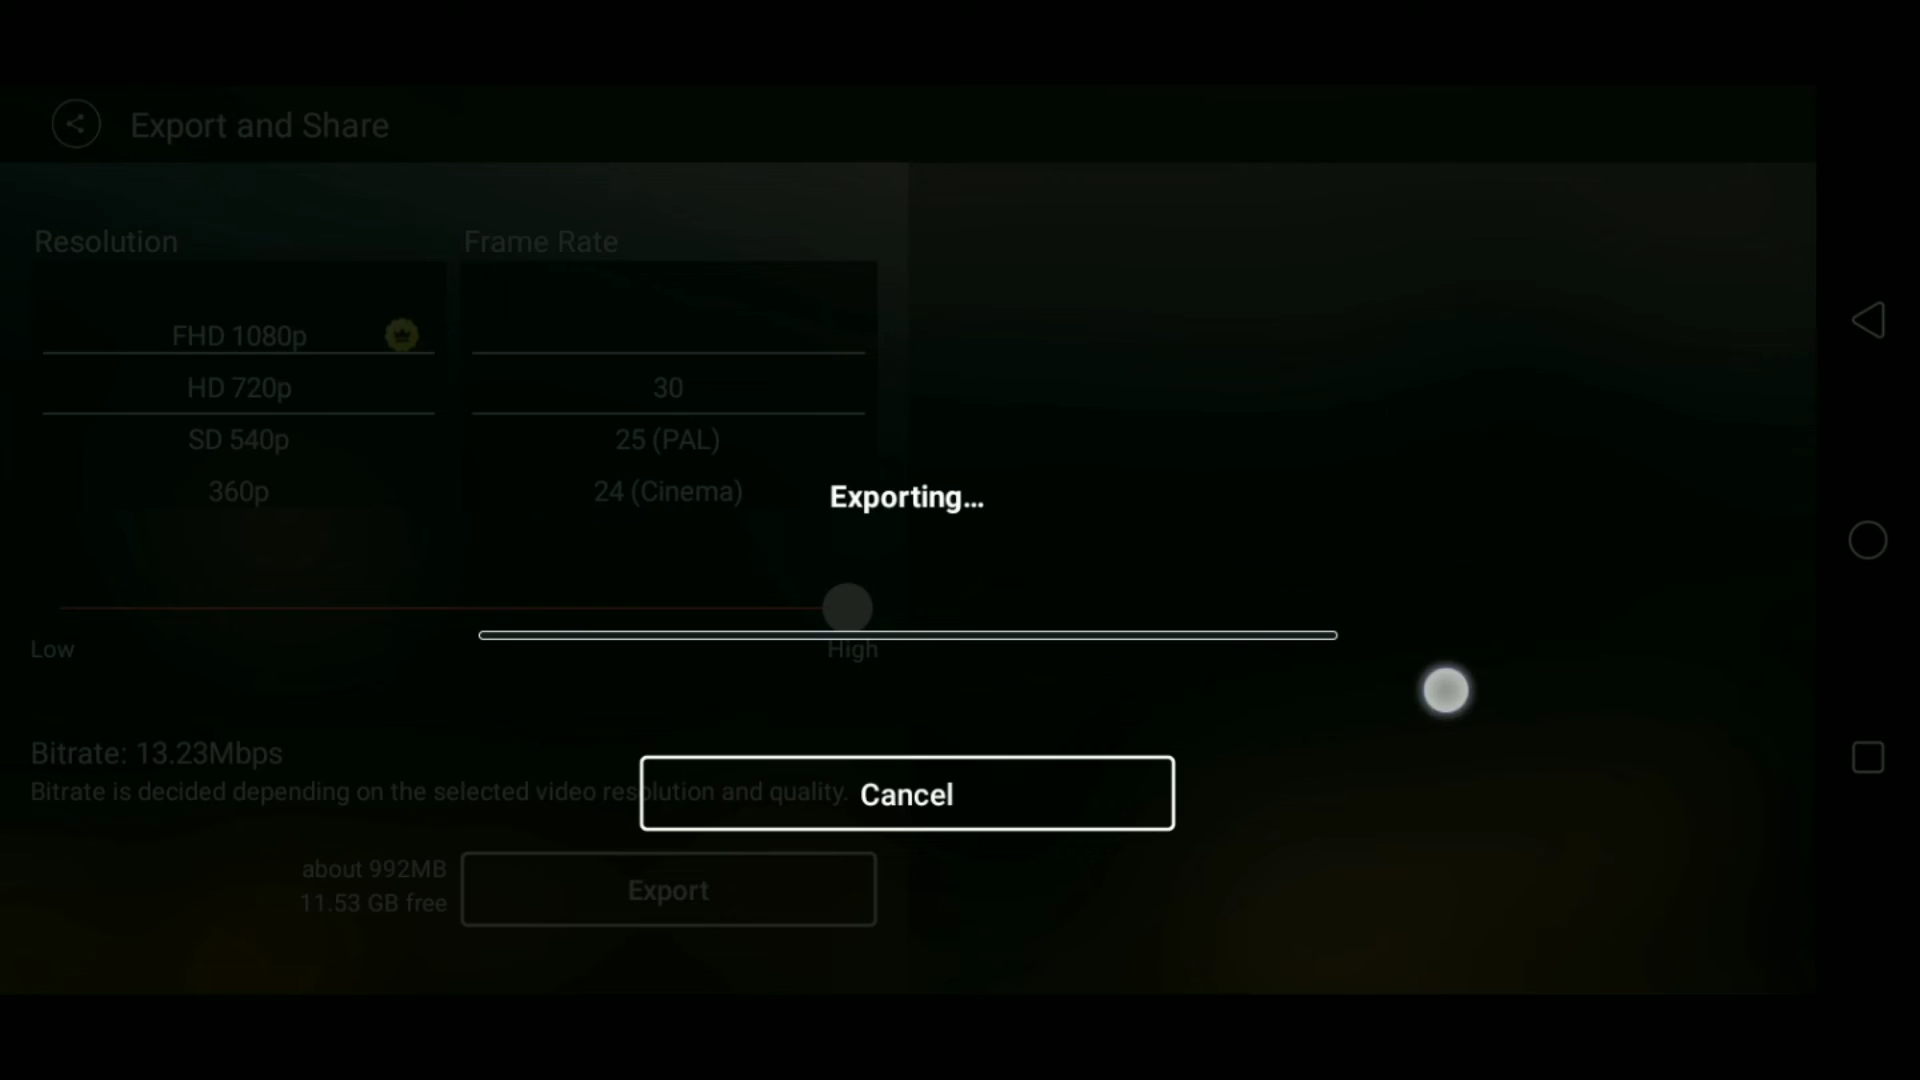 Export and Share
Resolution
Frame Rate
FHD 1080p
HD 720p
30
SD 540p
25 (PAL)
360p
24 (Cinema)
Exporting...
Low
High
Bitrate: 13.23Mbps
Bitrate is decided depending on the selected video resolution and quality.
Cancel
about 992MB
11.53 GB free
Export